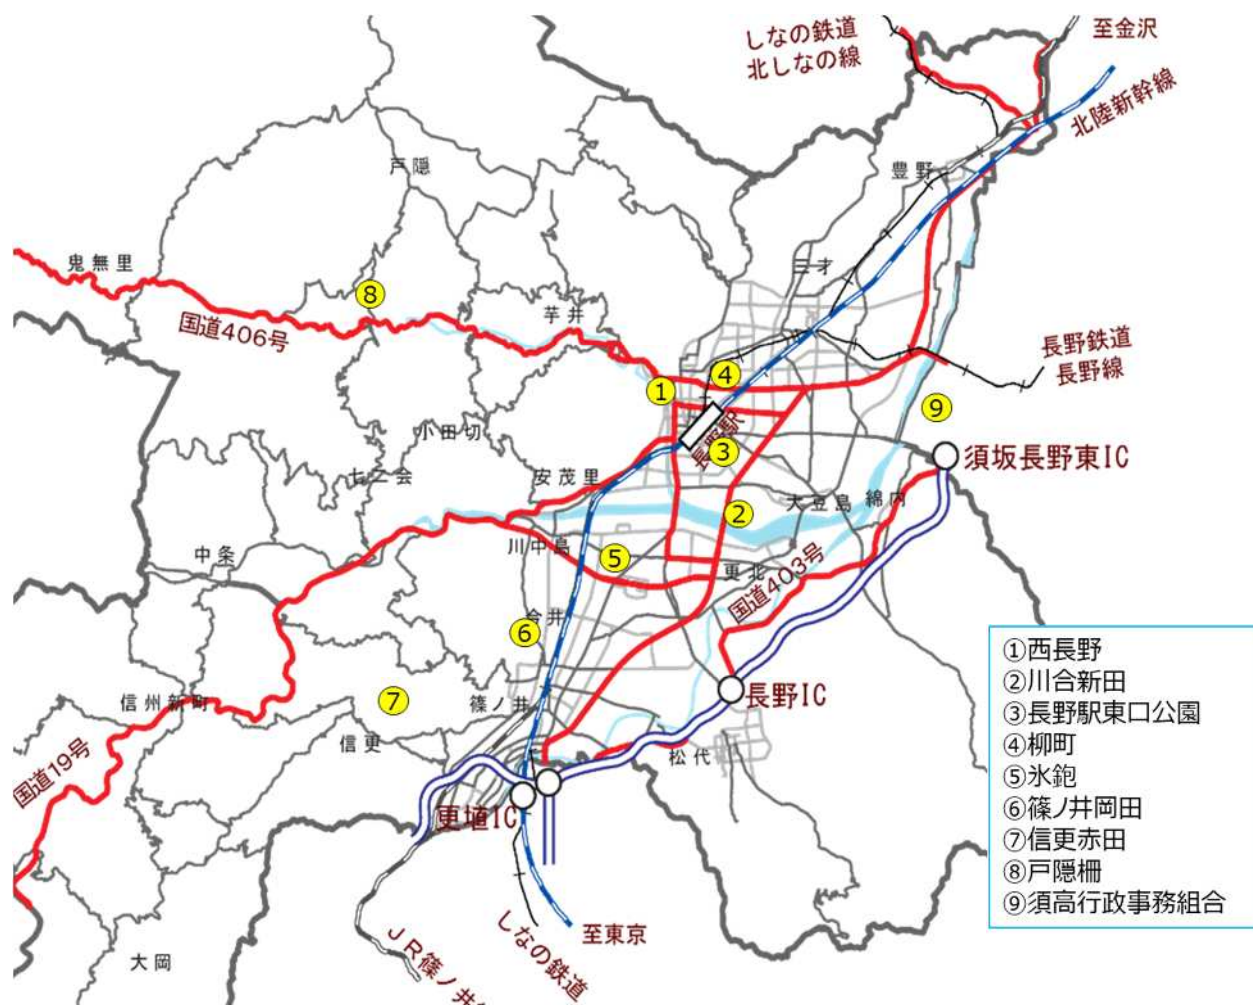 しなの鉄道
北しなの線
至金沢
北陸新幹線
戸隠
豊野
鬼無里
三才
⑧
国道406号
芋井
長野鉄道
長野線
①
④
⑨
小田切
長野駅
③
須坂長野東IC
七二会
安茂里
大豆島
綿内
②
中条
川中島
⑤
更北
国道403号
今井
⑥
①西長野
②川合新田
③長野駅東口公園
④柳町
⑤氷鉋
⑥篠ノ井岡田
⑦信更赤田
⑧戸隠柵
⑨須高行政事務組合
⑦
信州新町
篠ノ井
長野IC
信更
松代
国道19号
更埴IC
至東京
しなの鉄道
JR篠ノ井
大岡